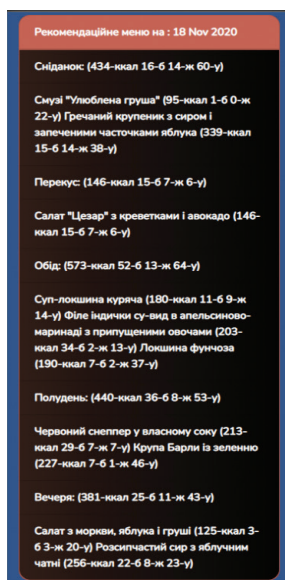 Рекомендаційне меню на : 18 Nov 2020
Сніданок: (434-ккал 16-б 14-ж 60-у)
Смузі "Улюблена груша" (95-ккал 1-б 0-ж
22-у) Гречаний крупеник з сиром і
запеченими часточками яблука (339-ккал
15-б 14-ж 38-у)
Перекус: (146-ккал 15-б 7-ж 6-у)
Салат "Цезар" з креветками і авокадо (146-
ккал 15-б 7-ж 6-у)
Обід: (573-ккал 52-б 13-ж 64-у)
Суп-локшина куряча (180-ккал 11-б 9-ж
14-у) Філе індички су-вид в апельсиново-
маринаді з припущеними овочами (203-
ккал 34-б 2-ж 13-у) Локшина фунчоза
(190-ккал 7-б 2-ж 37-у)
Полудень: (440-ккал 36-б 8-ж 53-у)
Червоний снеппер у власному соку (213-
ккал 29-б 7-ж 7-у) Крупа Барли із зеленню
(227-ккал 7-б 1-ж 46-у)
Вечеря: (381-ккал 25-б 11-ж 43-у)
Салат з моркви, яблука і груші (125-ккал 3-
б 3-ж 20-у) Розсипчастий сир з яблучним
чатні (256-ккал 22-б 8-ж 23-у)